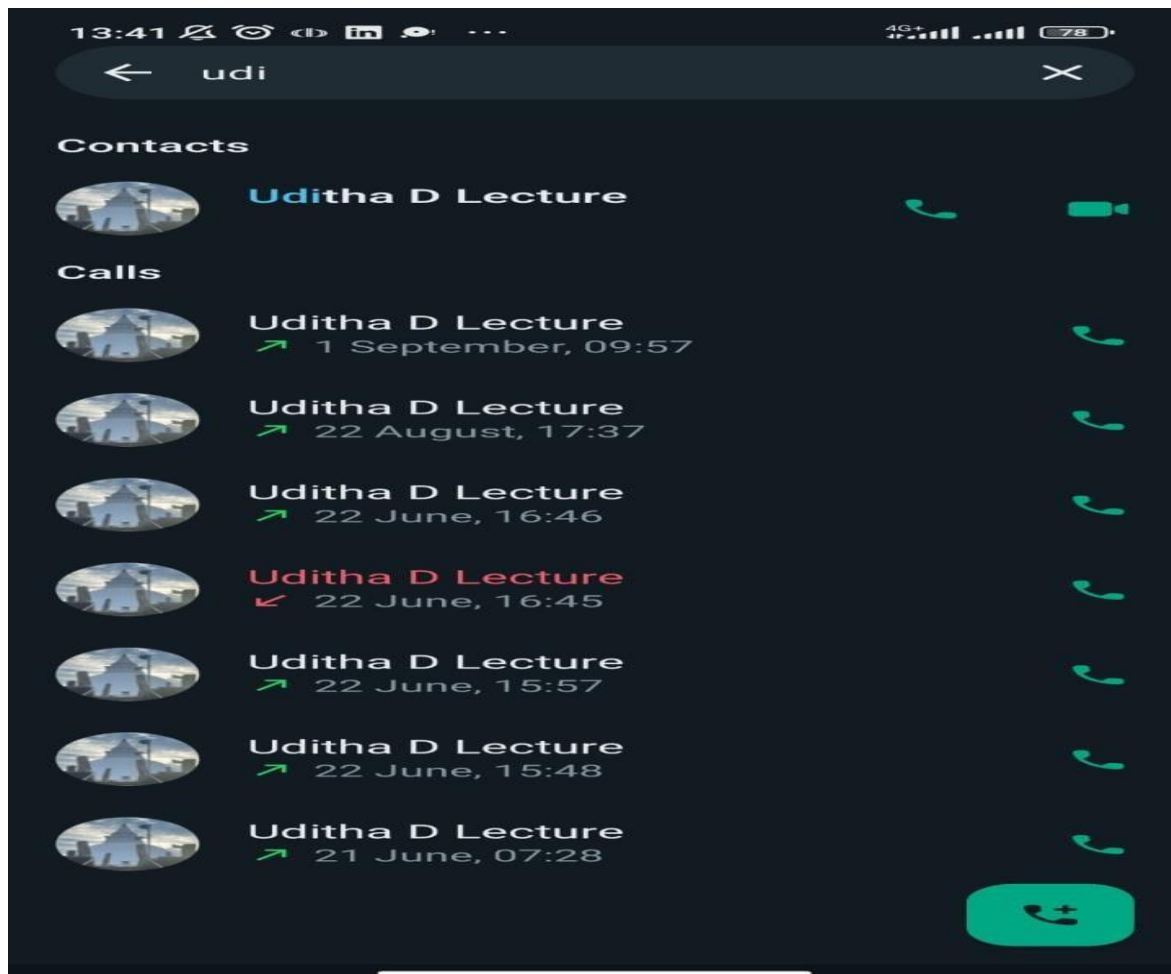 13:41 in ... 4G+ 78
udi
Contacts
Uditha D Lecture
Calls
Uditha D Lecture
1 September, 09:57
Uditha D Lecture
22 August, 17:37
Uditha D Lecture
22 June, 16:46
Uditha D Lecture
22 June, 16:45
Uditha D Lecture
22 June, 15:57
Uditha D Lecture
22 June, 15:48
Uditha D Lecture
21 June, 07:28